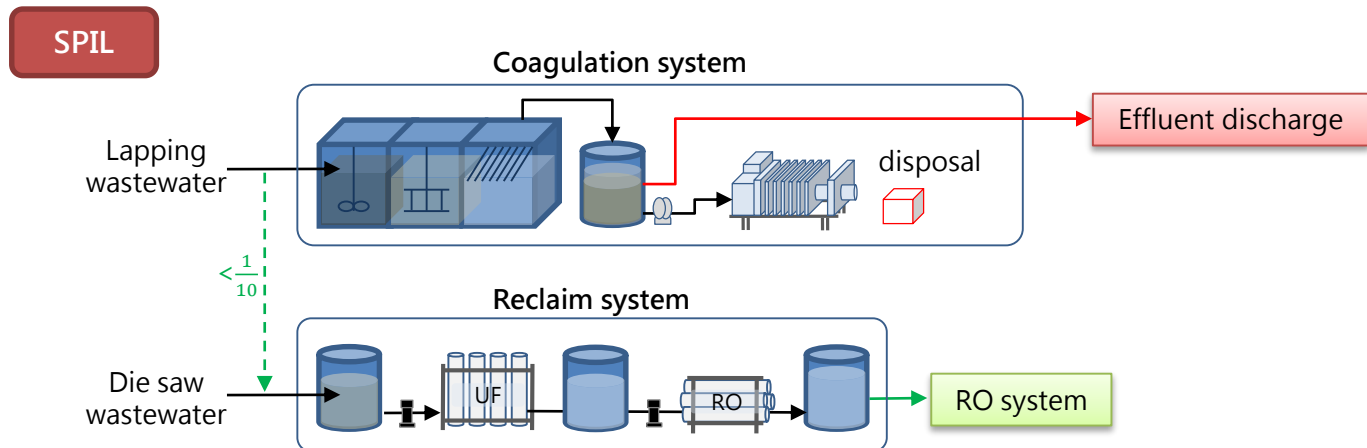 SPIL
Coagulation system
Lapping
wastewater
Effluent discharge
disposal
<1/10
Reclaim system
Die saw
wastewater
UF
RO
RO system